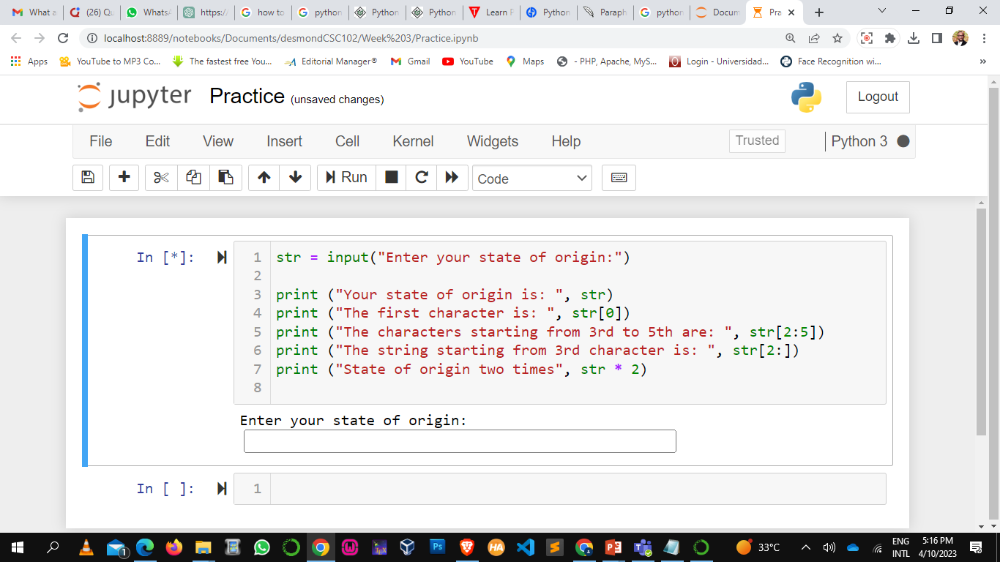 What a (26) Qu WhatsA https:// how to python Python Python Learn P Python Paraph python Docum Pra
localhost:8889/notebooks/Documents/desmondCSC102/Week%203/Practice.ipynb
Apps YouTube to MP3 Co... The fastest free You... Editorial Manager® Gmail YouTube Maps - PHP, Apache, MyS... Login - Universidad... Face Recognition wi... »
jupyter Practice (unsaved changes) Logout
File Edit View Insert Cell Kernel Widgets Help Trusted Python 3
Run Code
In [*]: 1 str = input("Enter your state of origin:")
2
3 print ("Your state of origin is: ", str)
4 print ("The first character is: ", str[0])
5 print ("The characters starting from 3rd to 5th are: ", str[2:5])
6 print ("The string starting from 3rd character is: ", str[2:])
7 print ("State of origin two times", str * 2)
8
Enter your state of origin:
In [ ]: 1
1 Ps HA 33°C ENG 5:16 PM
INTL 4/10/2023